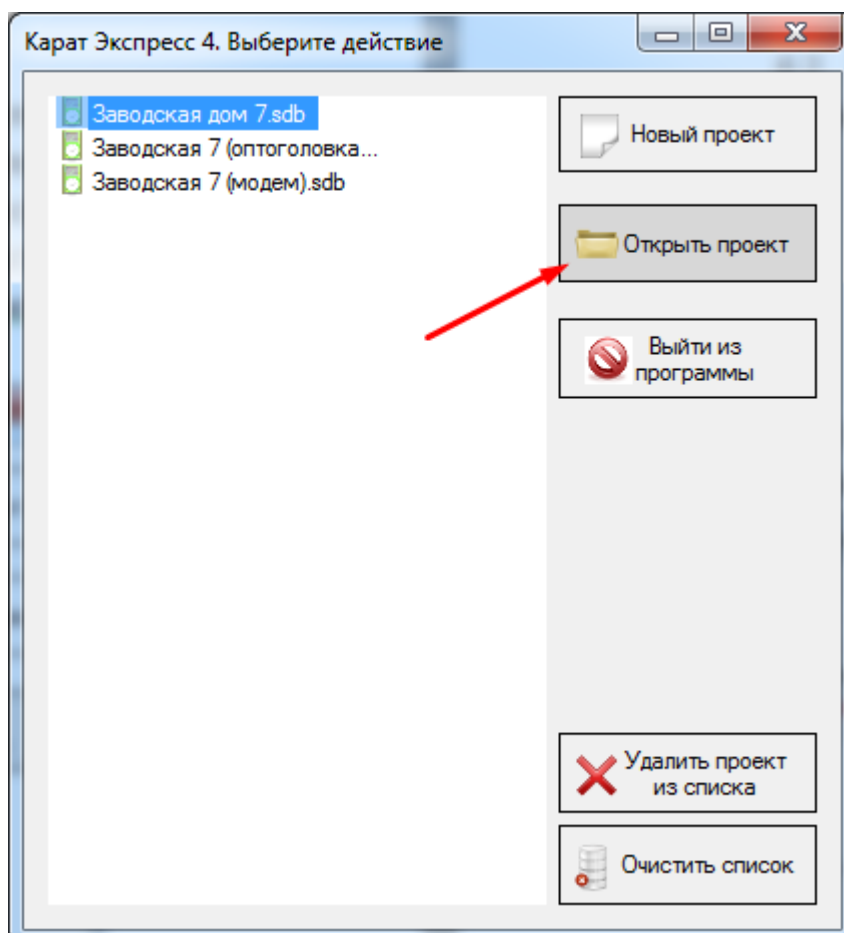 Карат Экспресс 4. Выберите действие
Заводская дом 7.sdb
Заводская 7 (оптоголовка...
Заводская 7 (модем).sdb
Новый проект
Открыть проект
Выйти из
программы
Удалить проект
из списка
Очистить список